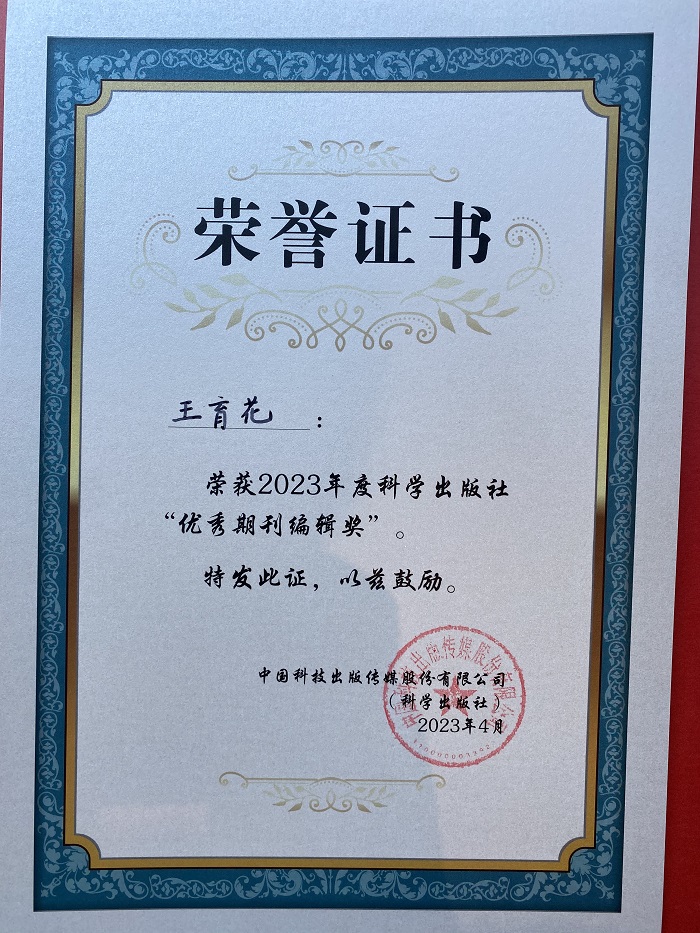 荣誉证书
王育花：
荣获2023年度科学出版社
“优秀期刊编辑奖”。
特发此证，以兹鼓励。
中国科技出版传媒股份有限公司
（科学出版社）
2023年4月